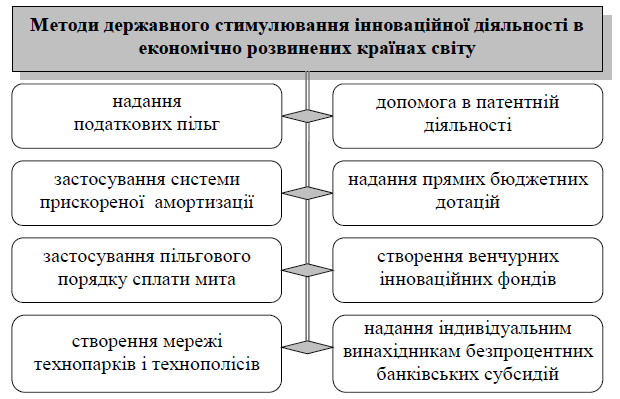 Методи державного стимулювання інноваційної діяльності в
економічно розвинених країнах світу
надання
податкових пільг
допомога в патентній
діяльності
застосування системи
прискореної амортизації
надання прямих бюджетних
дотацій
застосування пільгового
порядку сплати мита
створення венчурних
інноваційних фондів
створення мережі
технопарків і технополісів
надання індивідуальним
винахідникам безпроцентних
банківських субсидій